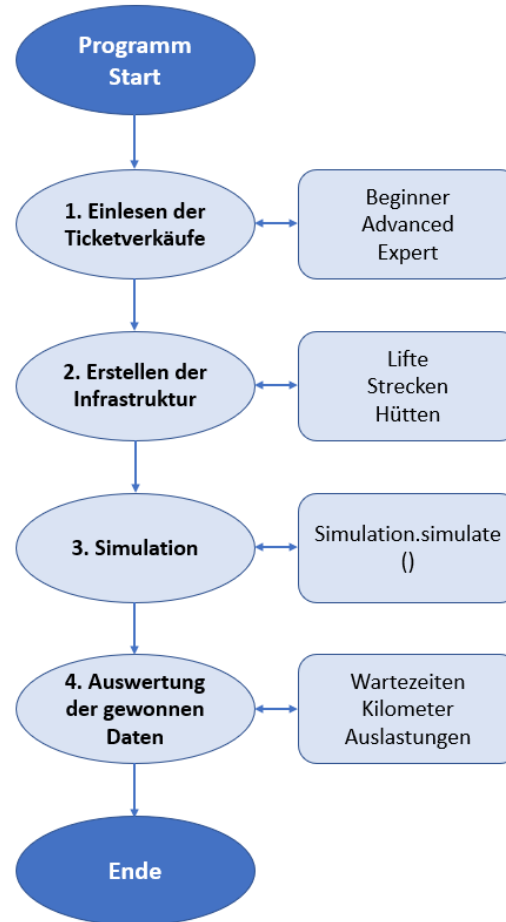 Programm
Start
1. Einlesen der
Ticketverkäufe
Beginner
Advanced
Expert
2. Erstellen der
Infrastruktur
Lifte
Strecken
Hütten
3. Simulation
Simulation.simulate
()
4. Auswertung
der gewonnen
Daten
Wartezeiten
Kilometer
Auslastungen
Ende